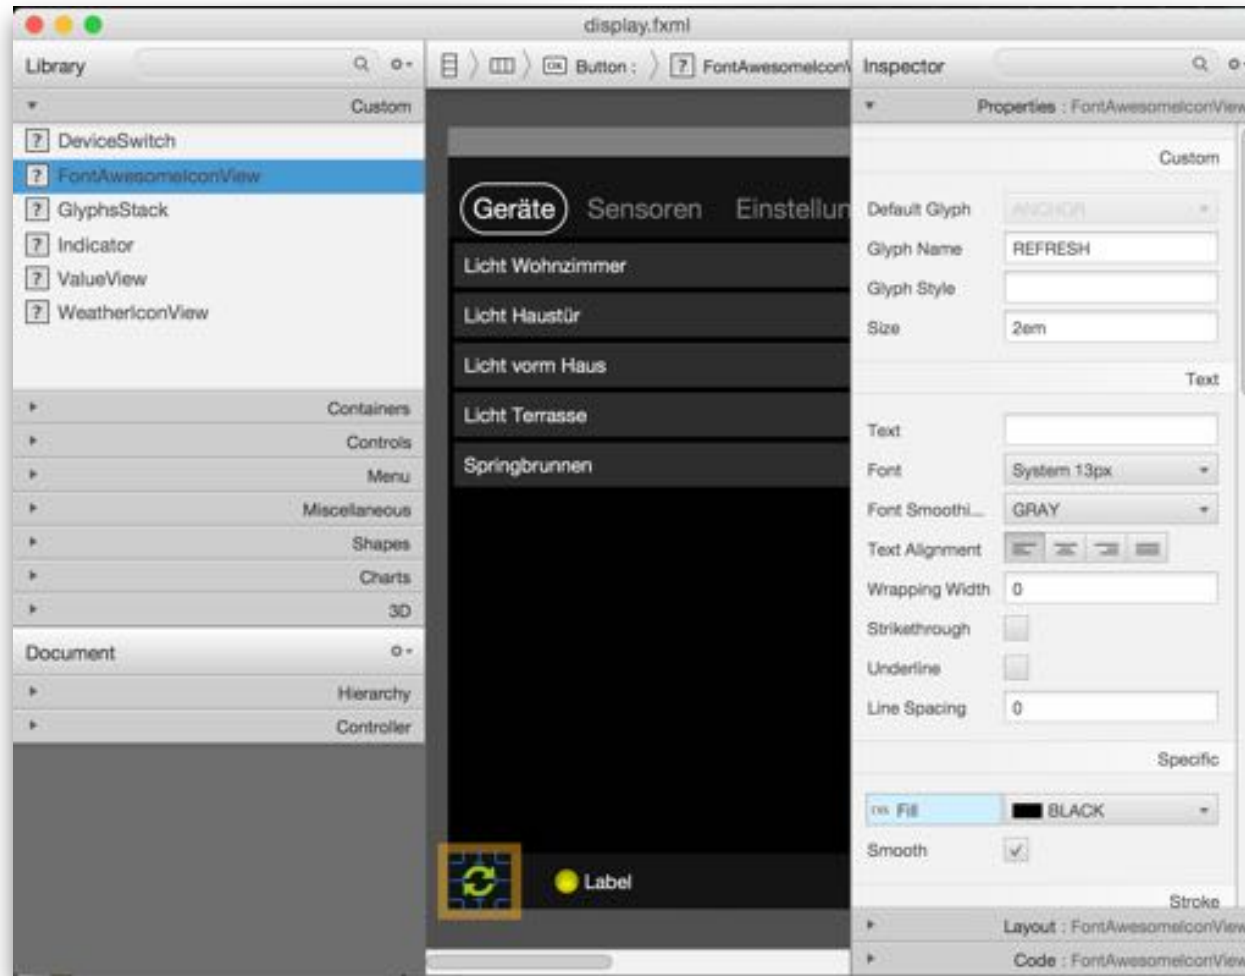 display.fxml
Library
Custom
? DeviceSwitch
? FontAwesomeIconView
? GlyphsStack
? Indicator
? ValueView
? WeatherIconView
Containers
Controls
Menu
Miscellaneous
Shapes
Charts
3D
Document
Hierarchy
Controller
OK Button : ? FontAwesomeIconV
Geräte Sensoren Einstellun
Licht Wohnzimmer
Licht Haustür
Licht vorm Haus
Licht Terrasse
Springbrunnen
Label
Inspector
Properties : FontAwesomeIconView
Custom
Default Glyph ANCHOR
Glyph Name REFRESH
Glyph Style
Size 2em
Text
Text
Font System 13px
Font Smoothi... GRAY
Text Alignment
Wrapping Width 0
Strikethrough
Underline
Line Spacing 0
Specific
css Fill BLACK
Smooth
Stroke
Layout : FontAwesomeIconView
Code : FontAwesomeIconView